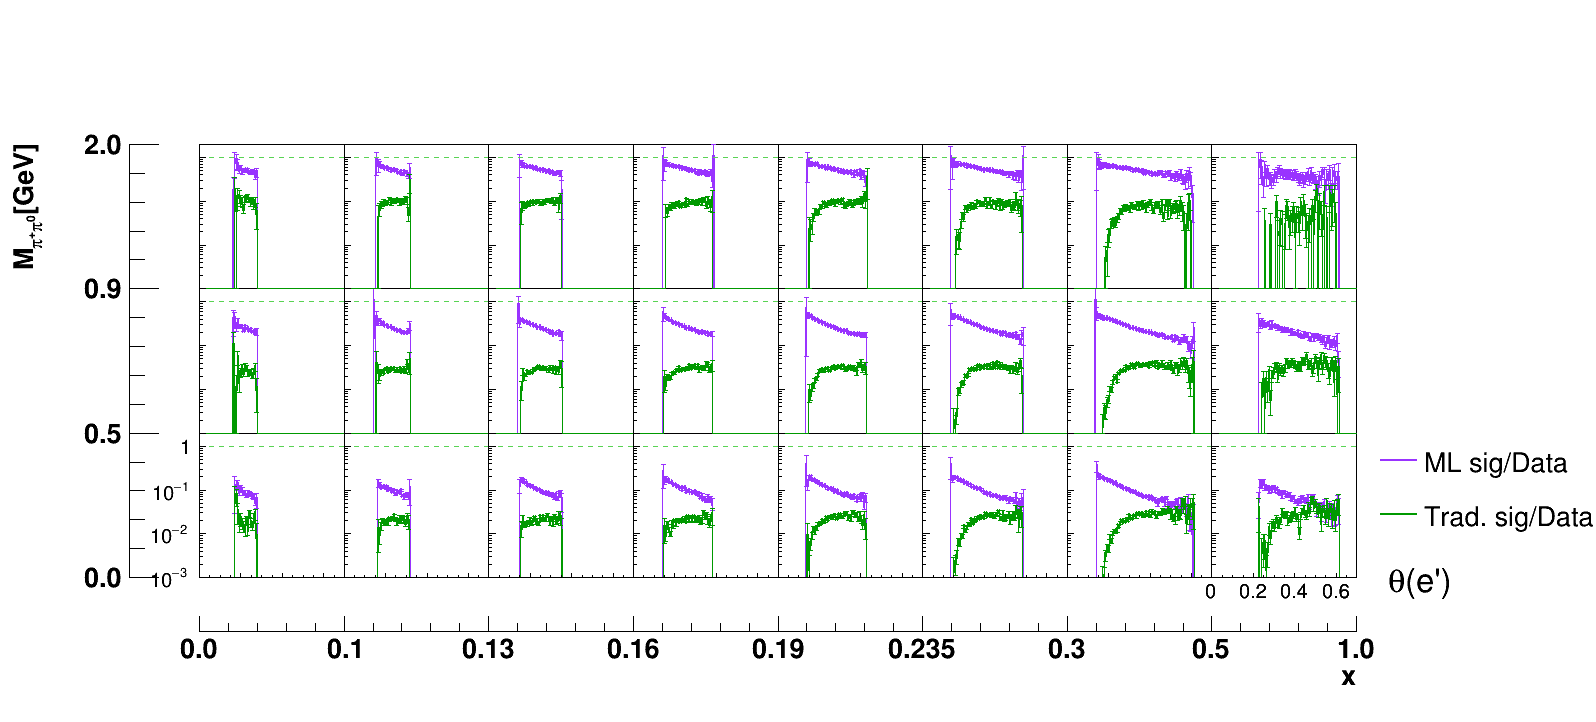 M_{π⁺π⁰}[GeV]
2.0
0.9
0.5
0.0
1
10⁻¹
10⁻²
10⁻³
ML sig/Data
Trad. sig/Data
0 0.2 0.4 0.6
θ(e')
0.0 0.1 0.13 0.16 0.19 0.235 0.3 0.5 1.0
x